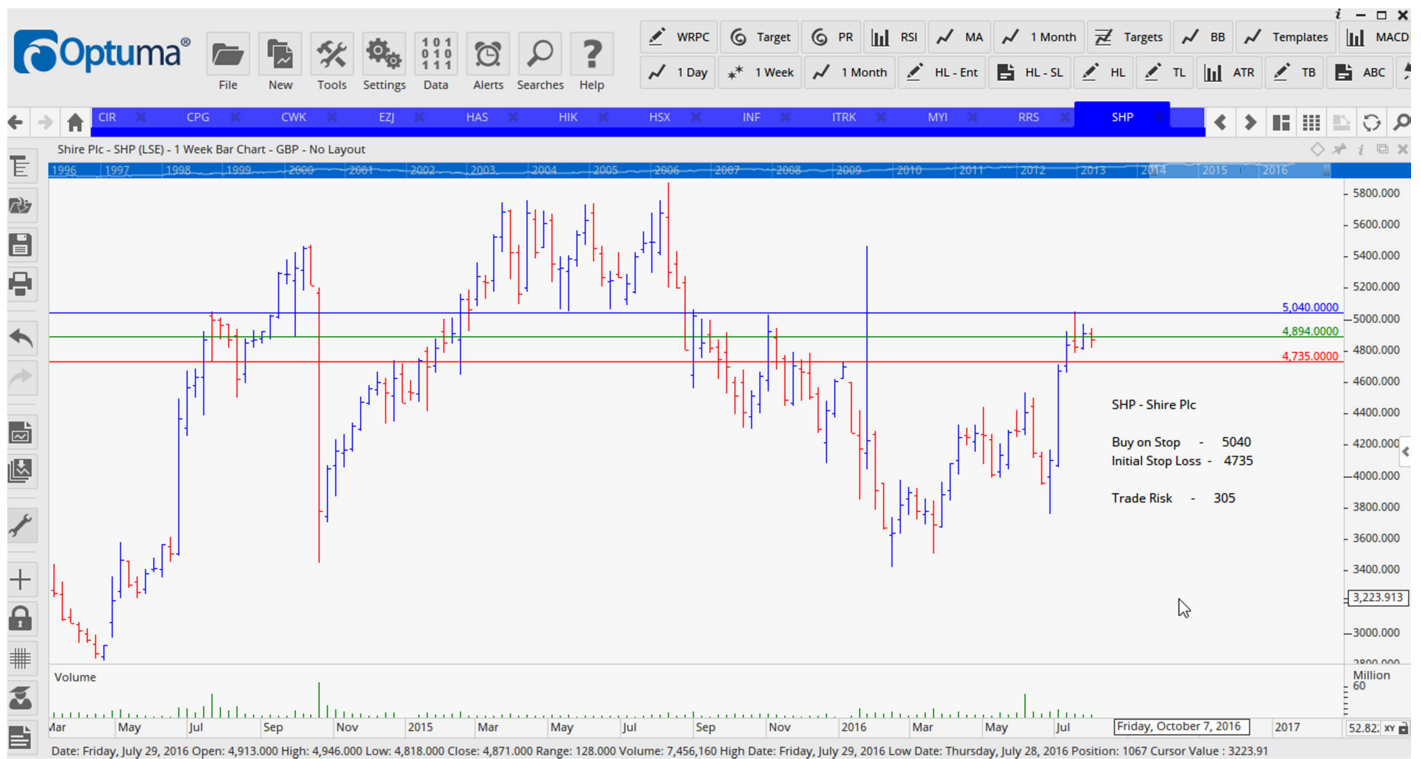 Optuma®
File
New
Tools
Settings
Data
Alerts
Searches
Help
WRPC
Target
PR
RSI
MA
1 Month
Targets
BB
Templates
MACD
1 Day
1 Week
1 Month
HL - Ent
HL - SL
HL
TL
ATR
TB
ABC
CIR
CPG
CWK
EZJ
HAS
HIK
HSX
INF
ITRK
MYI
RRS
SHP
Shire Plc - SHP (LSE) - 1 Week Bar Chart - GBP - No Layout
1996 1997 1998 1999 2000 2001 2002 2003 2004 2005 2006 2007 2008 2009 2010 2011 2012 2013 2014 2015 2016
5800.000
5600.000
5400.000
5200.000
5,040.0000
5000.000
4,894.0000
4800.000
4,735.0000
4600.000
SHP - Shire Plc
4400.000
Buy on Stop - 5040
4200.000
Initial Stop Loss - 4735
4000.000
Trade Risk - 305
3800.000
3600.000
3400.000
3,223.913
3000.000
2800.000
Volume
Million
60
Mar May Jul Sep Nov 2015 Mar May Jul Sep Nov 2016 Mar May Jul Friday, October 7, 2016 2017
52.82 XY
Date: Friday, July 29, 2016 Open: 4,913.000 High: 4,946.000 Low: 4,818.000 Close: 4,871.000 Range: 128.000 Volume: 7,456,160 High Date: Friday, July 29, 2016 Low Date: Thursday, July 28, 2016 Position: 1067 Cursor Value : 3223.91